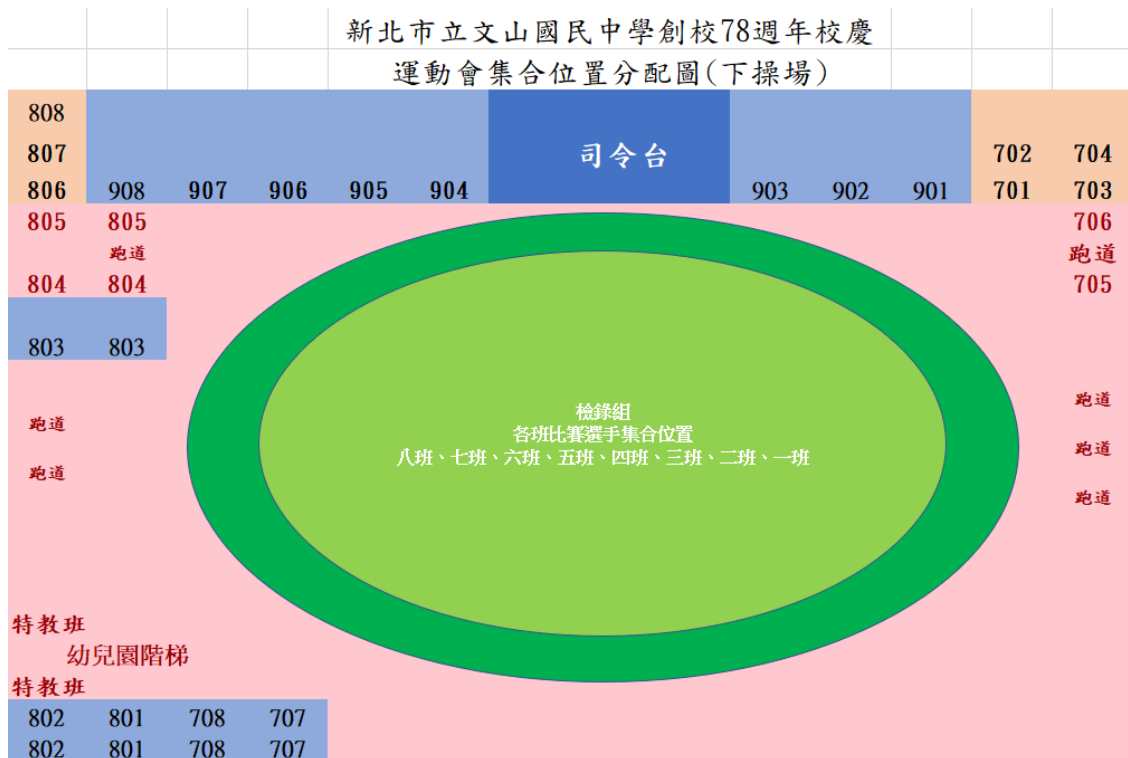 新北市立文山國民中學創校78週年校慶
運動會集合位置分配圖(下操場)
808
807 司令台 702 704
806 908 907 906 905 904 903 902 901 701 703
805 805 706
跑道 跑道
804 804 705
803 803
跑道
檢錄組
各班比賽選手集合位置
跑道
跑道
八班、七班、六班、五班、四班、三班、二班、一班
跑道
跑道
特教班
幼兒園階梯
特教班
802 801 708 707
802 801 708 707